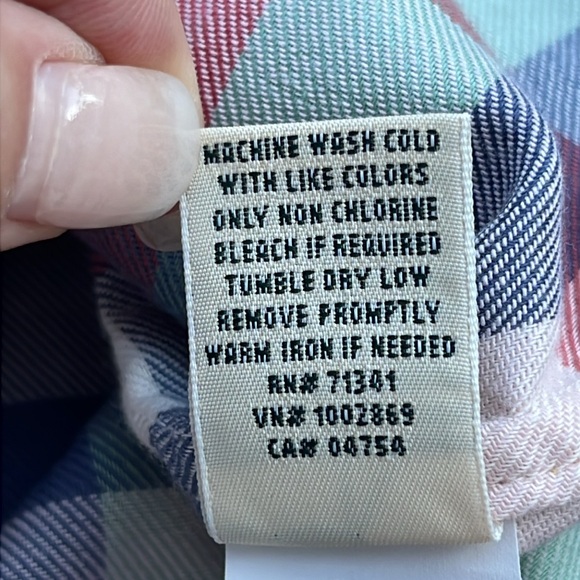 MACHINE WASH COLD
WITH LIKE COLORS
ONLY NON CHLORINE
BLEACH IF REQUIRED
TUMBLE DRY LOW
REMOVE PROMPTLY
WARM IRON IF NEEDED
RN# 71341
VN# 1002869
CA# 04754